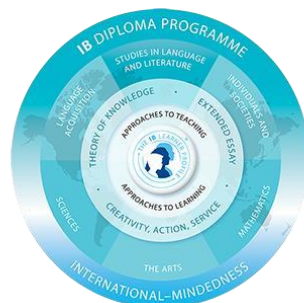 IB DIPLOMA PROGRAMME
STUDIES IN LANGUAGE
AND LITERATURE
LANGUAGE
ACQUISITION
INDIVIDUALS AND
SOCIETIES
THEORY OF KNOWLEDGE
EXTENDED ESSAY
APPROACHES TO TEACHING
THE IB LEARNER PROFILE
APPROACHES TO LEARNING
CREATIVITY, ACTION, SERVICE
SCIENCES
MATHEMATICS
THE ARTS
INTERNATIONAL-MINDEDNESS